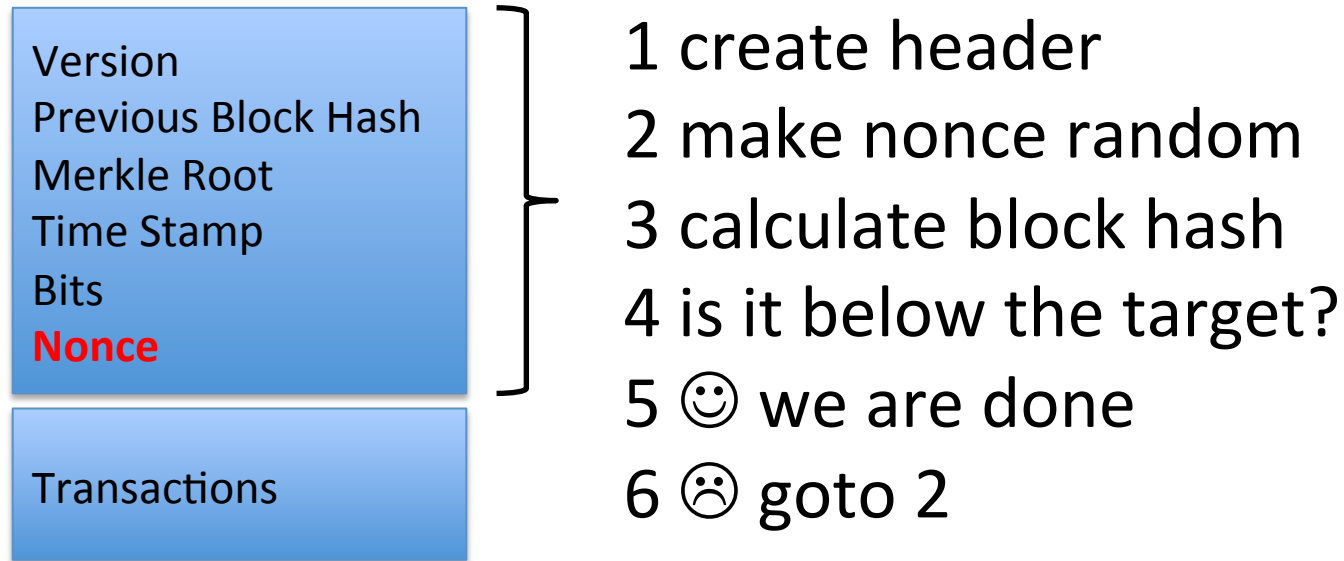 Version
Previous Block Hash
Merkle Root
Time Stamp
Bits
Nonce
Transactions
1 create header
2 make nonce random
3 calculate block hash
4 is it below the target?
5 ☺ we are done
6 ☹ goto 2